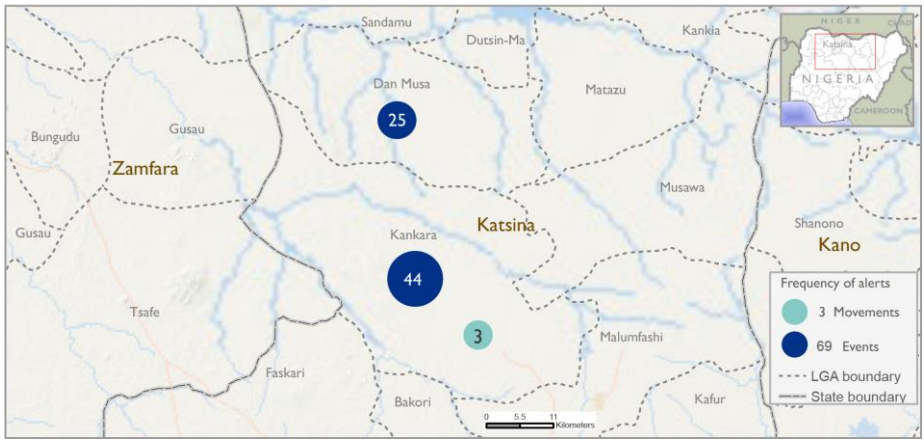 Sandamu
Dutsin-Ma
Kankia
NIGER
CHAD
Katsina
NIGERIA
CAMEROON
Dan Musa
25
Matazu
Bungudu
Gusau
Zamfara
Musawa
Katsina
Shanono
Kano
Gusau
Kankara
44
Tsafe
3
Malumfashi
Faskari
Bakori
Kafur
Frequency of alerts
3 Movements
69 Events
LGA boundary
State boundary
0 5.5 11
Kilometers